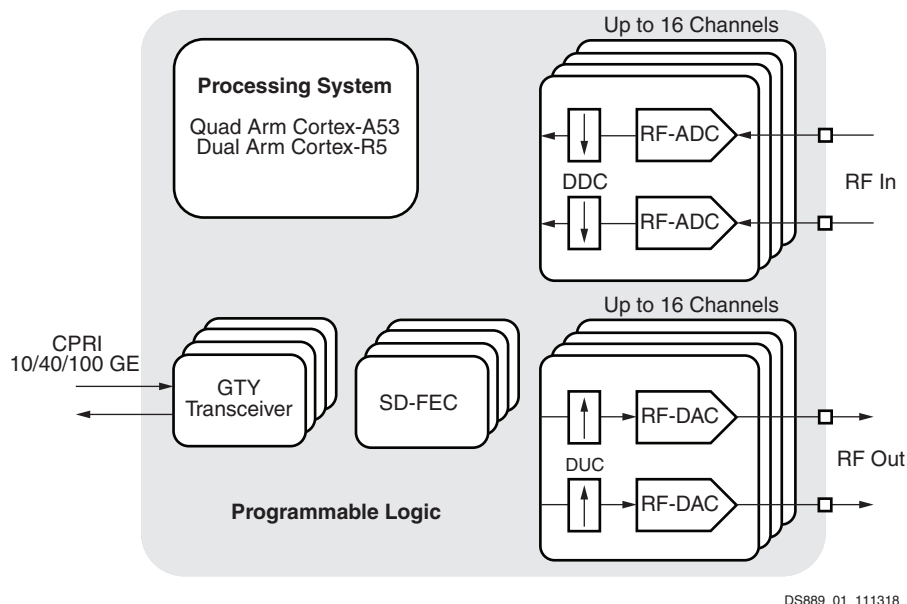 Up to 16 Channels
Processing System
Quad Arm Cortex-A53
Dual Arm Cortex-R5
RF-ADC
DDC
RF-ADC
RF In
Up to 16 Channels
CPRI
10/40/100 GE
GTY
Transceiver
SD-FEC
RF-DAC
DUC
RF-DAC
RF Out
Programmable Logic
DS889_01_111318